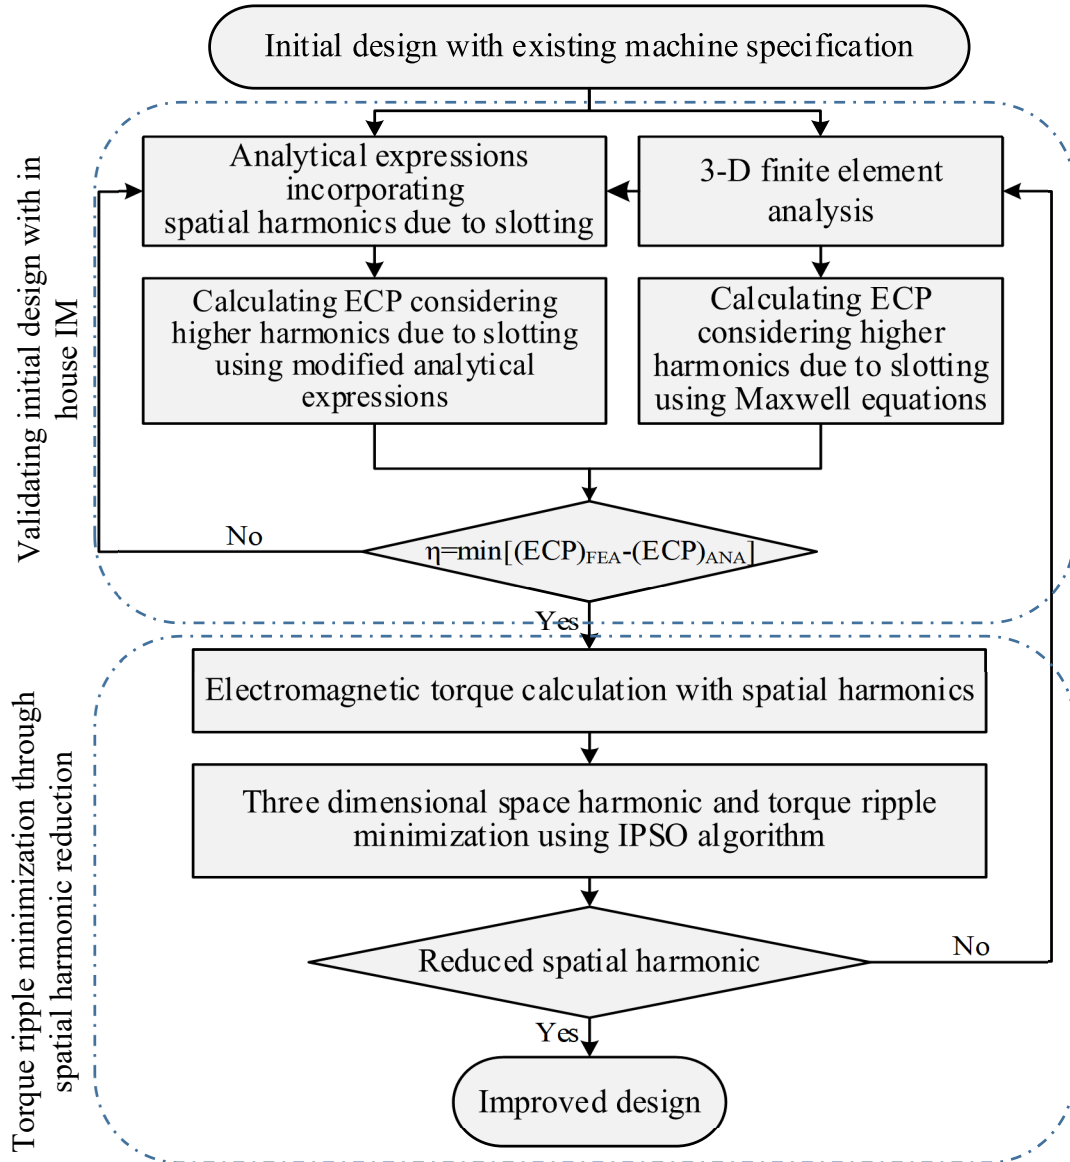 Initial design with existing machine specification
Validating initial design with in
house IM
Analytical expressions
incorporating
spatial harmonics due to slotting
3-D finite element
analysis
Calculating ECP considering
higher harmonics due to slotting
using modified analytical
expressions
Calculating ECP
considering higher
harmonics due to slotting
using Maxwell equations
No
η=min[(ECP)FEA-(ECP)ANA]
Yes
Torque ripple minimization through
spatial harmonic reduction
Electromagnetic torque calculation with spatial harmonics
Three dimensional space harmonic and torque ripple
minimization using IPSO algorithm
Reduced spatial harmonic
No
Yes
Improved design